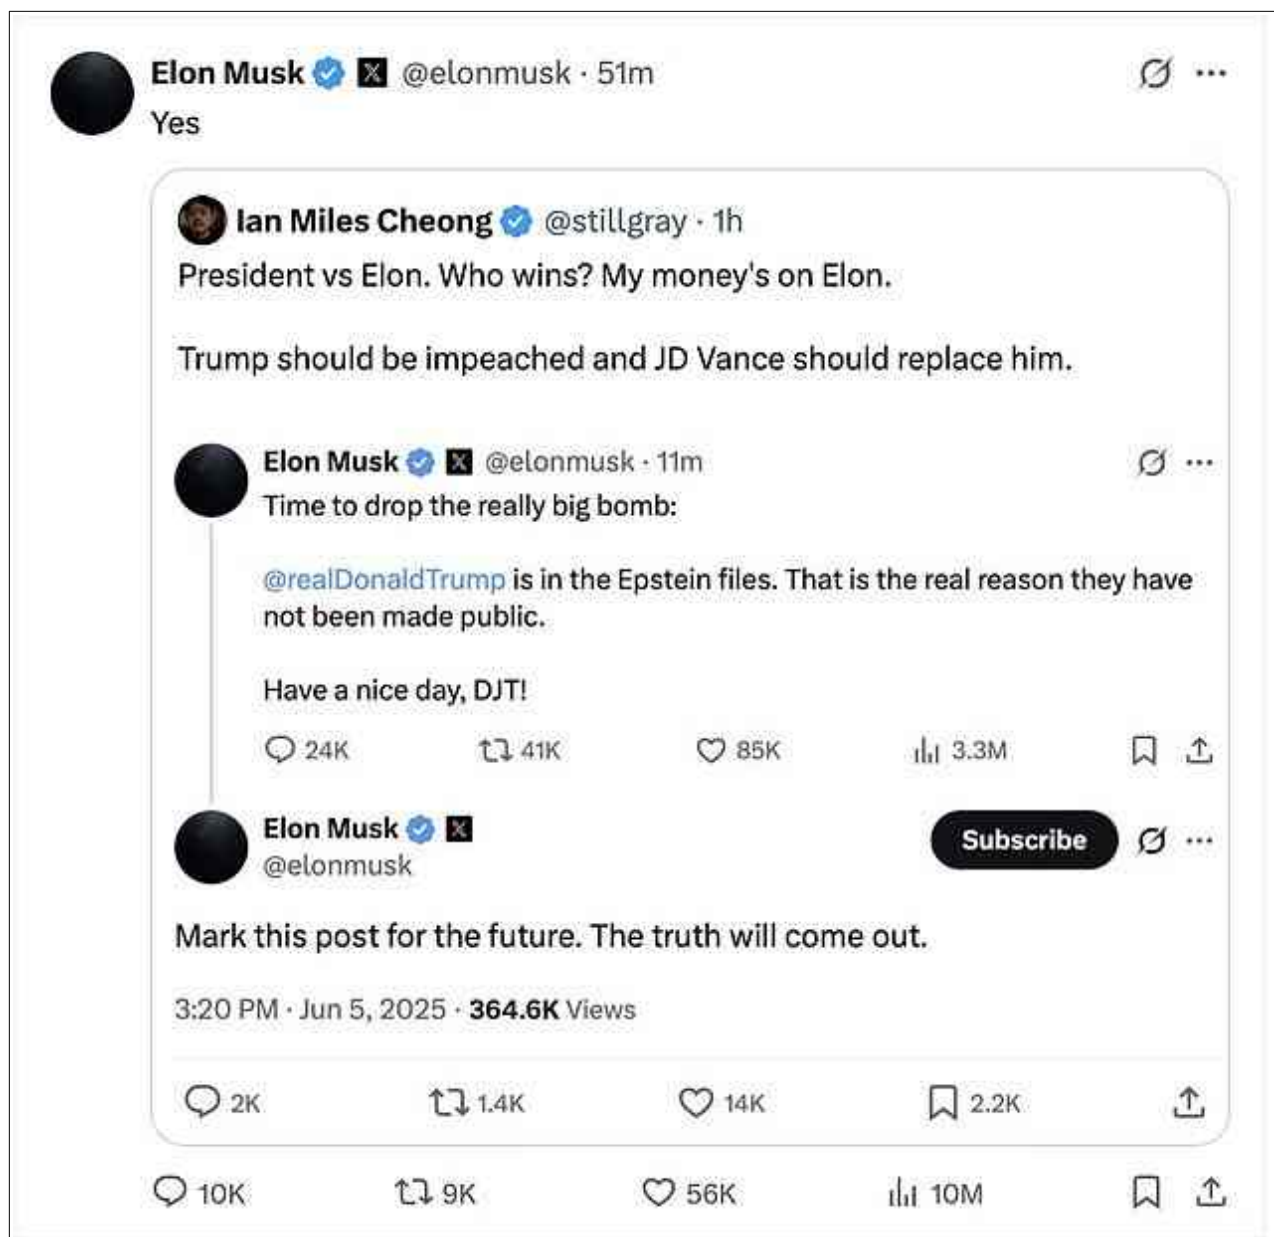 Elon Musk @elonmusk · 51m
Yes
Ian Miles Cheong @stillgray · 1h
President vs Elon. Who wins? My money's on Elon.
Trump should be impeached and JD Vance should replace him.
Elon Musk @elonmusk · 11m
Time to drop the really big bomb:
@realDonaldTrump is in the Epstein files. That is the real reason they have
not been made public.
Have a nice day, DJT!
24K 41K 85K 3.3M
Elon Musk
Subscribe
@elonmusk
Mark this post for the future. The truth will come out.
3:20 PM · Jun 5, 2025 · 364.6K Views
2K 1.4K 14K 2.2K
10K 9K 56K 10M